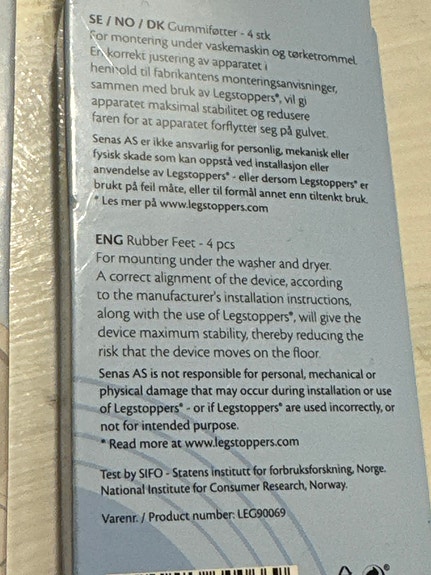 SE / NO / DK Gummiføtter - 4 stk
For montering under vaskemaskin og tørketrommel.
En korrekt justering av apparatet i
henhold til fabrikantens monteringsanvisninger,
sammen med bruk av Legstoppers®, vil gi
apparatet maksimal stabilitet og redusere
faren for at apparatet forflytter seg på gulvet.
Senas AS er ikke ansvarlig for personlig, mekanisk eller
fysisk skade som kan oppstå ved installasjon eller
anvendelse av Legstoppers® - eller dersom Legstoppers® er
brukt på feil måte, eller til formål annet enn tiltenkt bruk.
* Les mer på www.legstoppers.com
ENG Rubber Feet - 4 pcs
For mounting under the washer and dryer.
A correct alignment of the device, according
to the manufacturer's installation instructions,
along with the use of Legstoppers®, will give the
device maximum stability, thereby reducing the
risk that the device moves on the floor.
Senas AS is not responsible for personal, mechanical or
physical damage that may occur during installation or use
of Legstoppers® - or if Legstoppers® are used incorrectly, or
not for intended purpose.
* Read more at www.legstoppers.com
Test by SIFO - Statens institutt for forbruksforskning, Norge.
National Institute for Consumer Research, Norway.
Varenr. / Product number: LEG90069